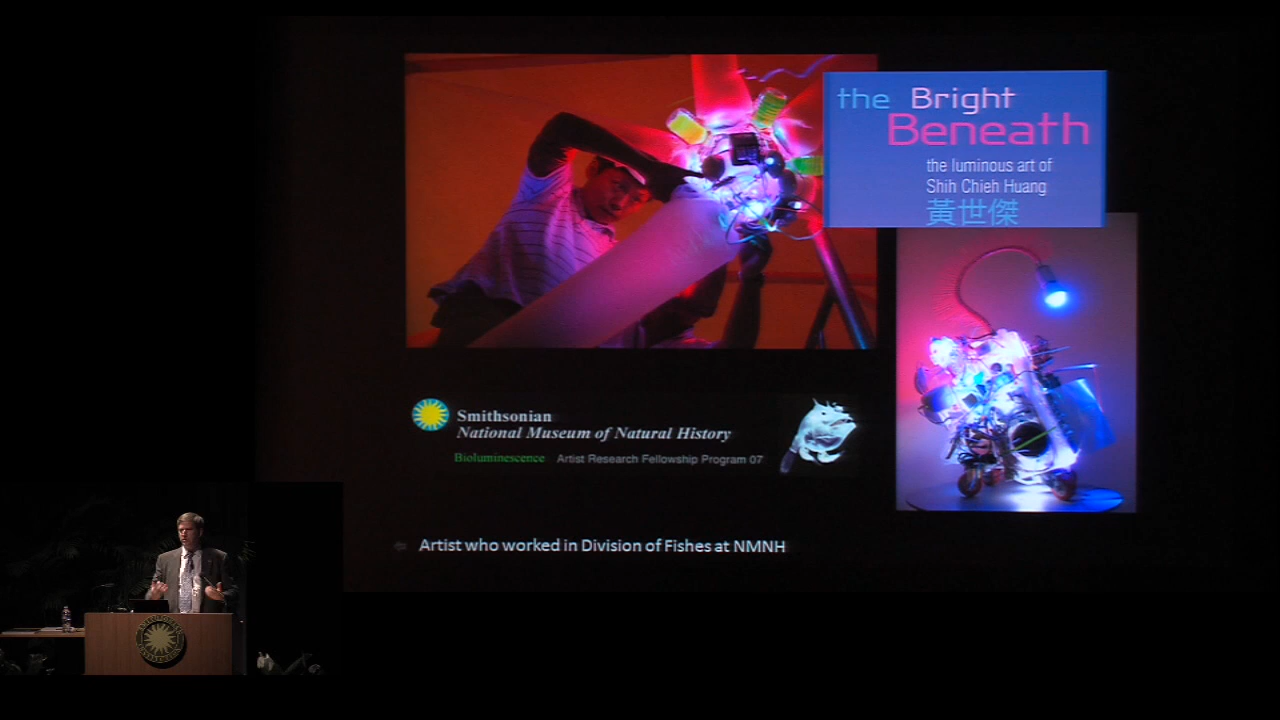 the Bright
Beneath
the luminous art of
Shih Chieh Huang
黃世傑
Smithsonian
National Museum of Natural History
Bioluminescence Artist Research Fellowship Program 07
Artist who worked in Division of Fishes at NMNH